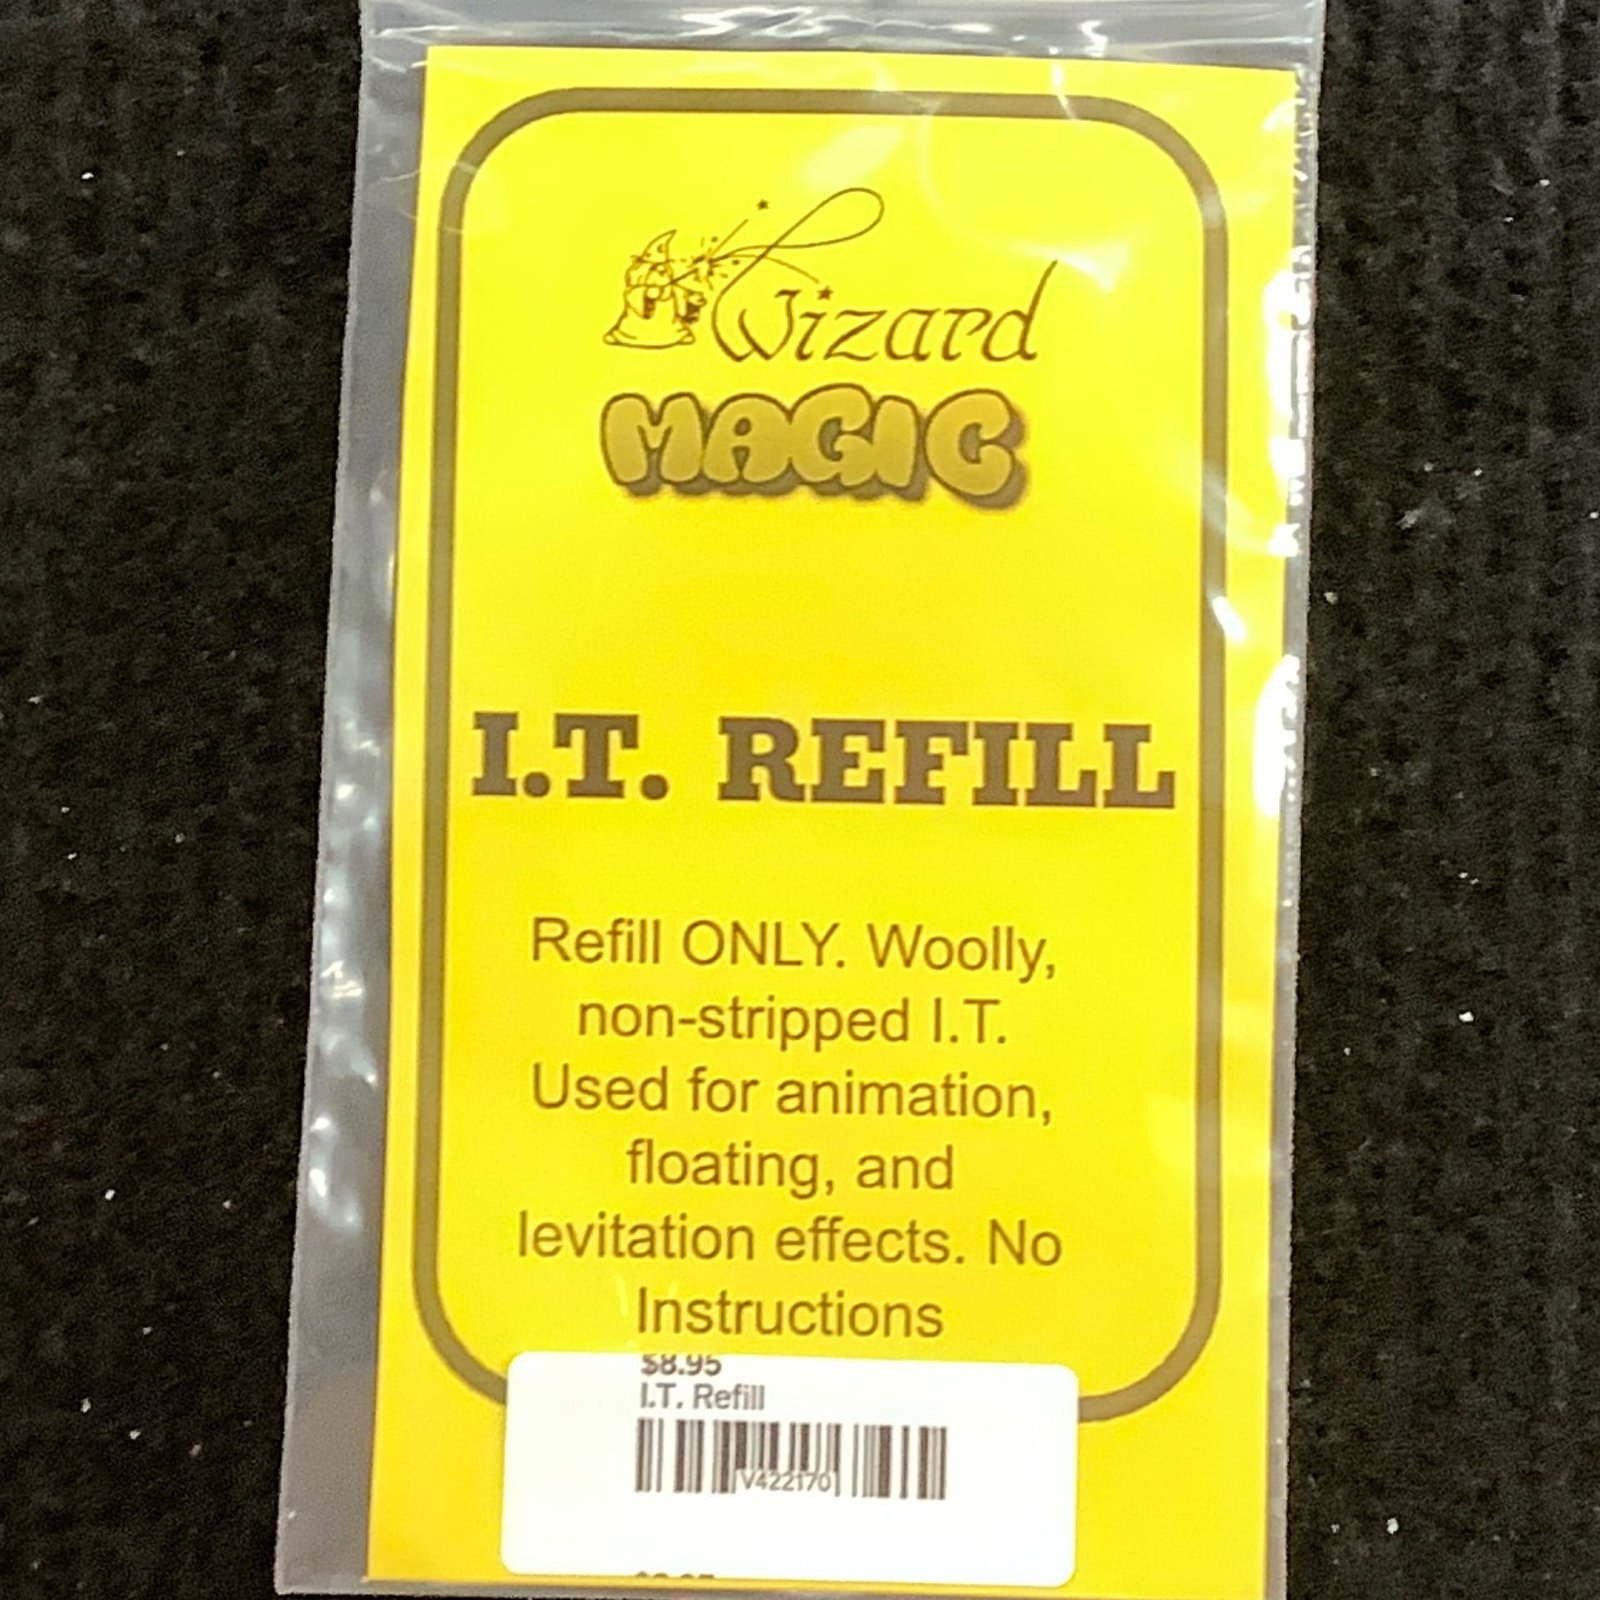 Wizard
MAGIC
I.T. REFILL
Refill ONLY. Woolly,
non-stripped I.T.
Used for animation,
floating, and
levitation effects. No
Instructions
$8.95
I.T. Refill
V422170